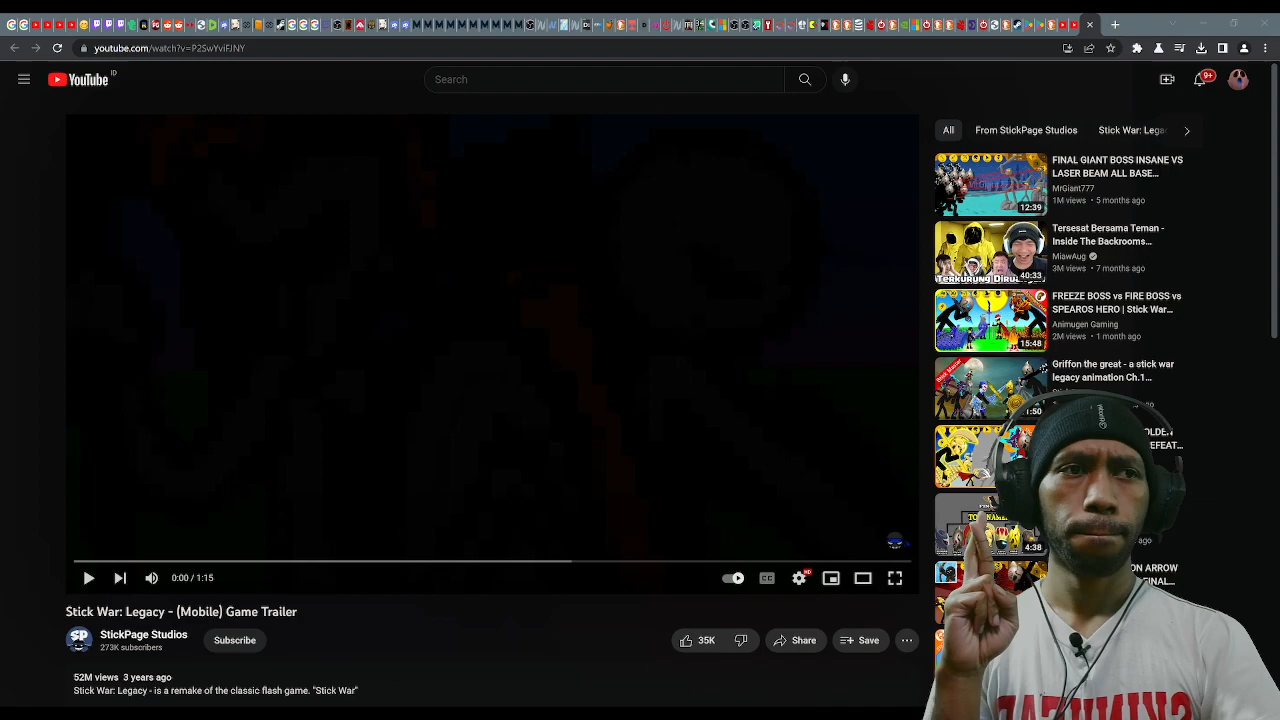 youtube.com/watch?v=P2SwYviFJNY
YouTube ID
Search
9+
All From StickPage Studios Stick War: Lega
FINAL GIANT BOSS INSANE VS
LASER BEAM ALL BASE...
MrGiant777
1M views • 5 months ago
12:39
Tersesat Bersama Teman -
Inside The Backrooms...
MiawAug
3M views • 7 months ago
40:33
FREEZE BOSS vs FIRE BOSS vs
SPEAROS HERO | Stick War...
Animugen Gaming
2M views • 1 month ago
15:48
Griffon the great - a stick war
legacy animation Ch.1...
4:38
0:00 / 1:15
CC
HD
Stick War: Legacy - (Mobile) Game Trailer
SP
StickPage Studios
273K subscribers
Subscribe
35K
Share
Save
52M views 3 years ago
Stick War: Legacy - is a remake of the classic flash game. "Stick War"